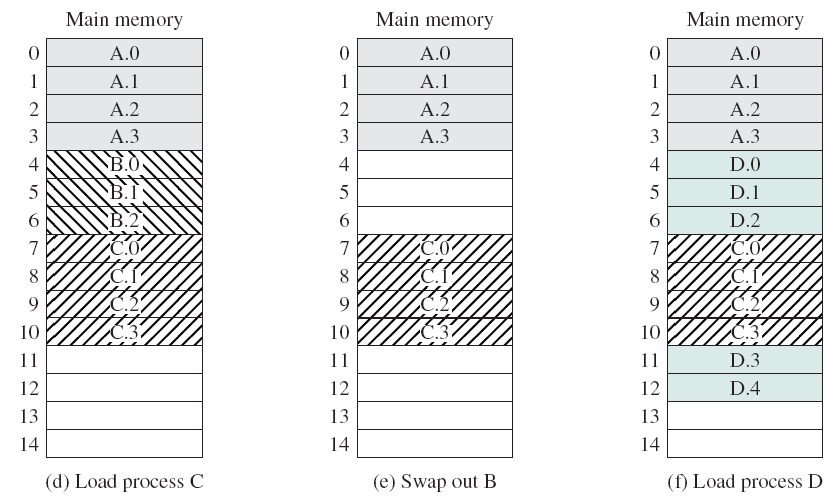 Main memory
0 A.0
1 A.1
2 A.2
3 A.3
4 B.0
5 B.1
6 B.2
7 C.0
8 C.1
9 C.2
10 C.3
11
12
13
14
(d) Load process C
Main memory
0 A.0
1 A.1
2 A.2
3 A.3
4
5
6
7 C.0
8 C.1
9 C.2
10 C.3
11
12
13
14
(e) Swap out B
Main memory
0 A.0
1 A.1
2 A.2
3 A.3
4 D.0
5 D.1
6 D.2
7 C.0
8 C.1
9 C.2
10 C.3
11 D.3
12 D.4
13
14
(f) Load process D